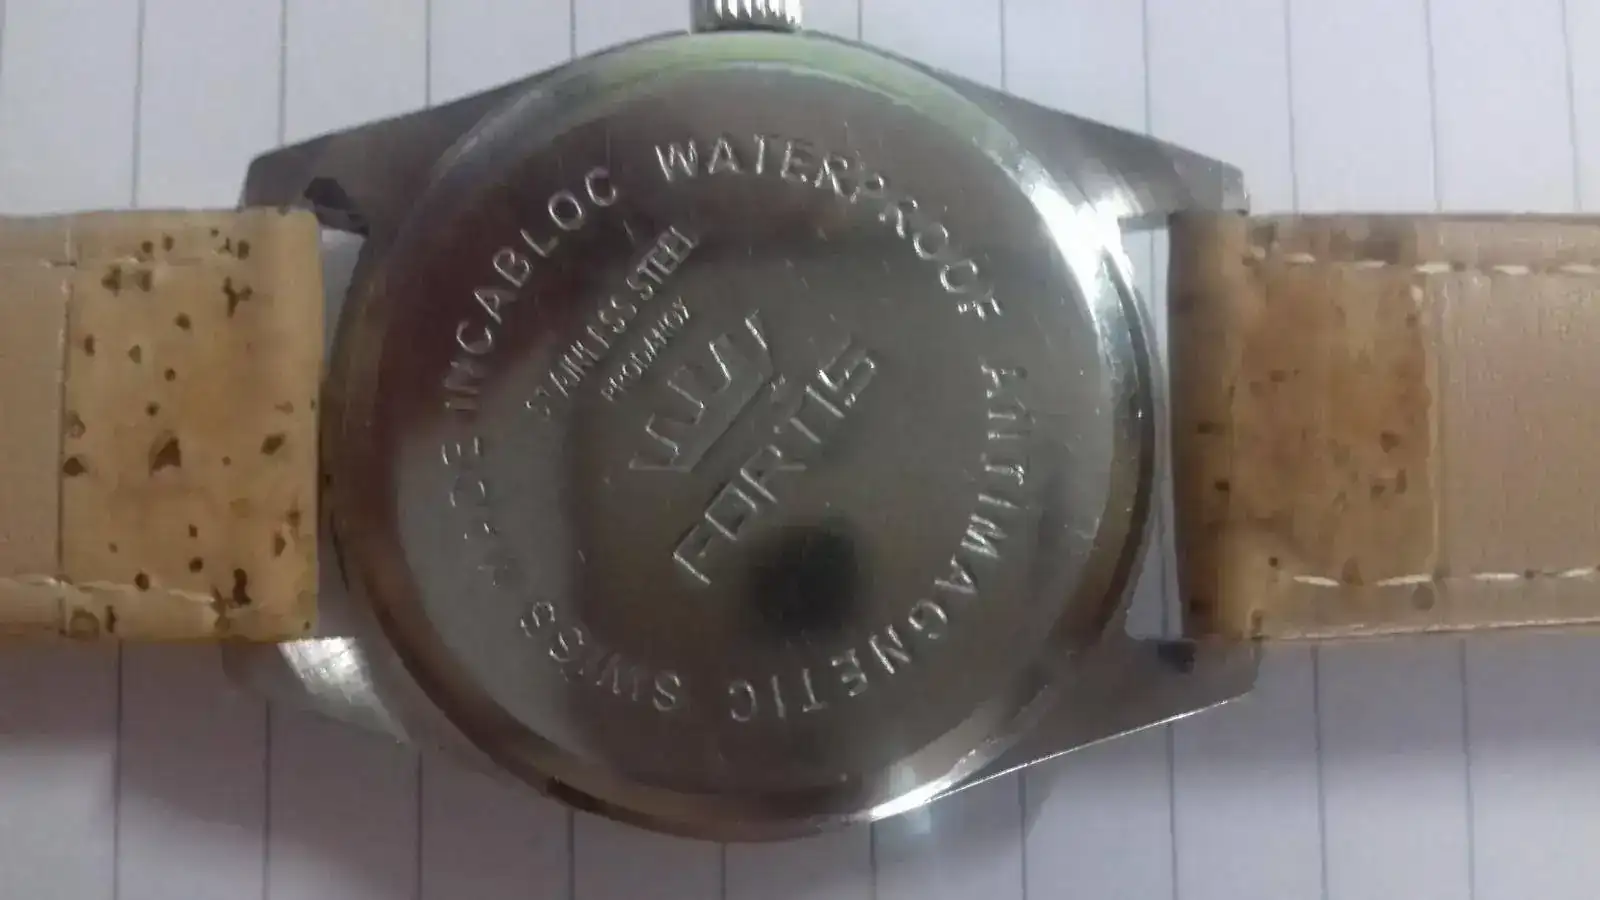 INCABLOC WATERPROOF ANTIMAGNETIC SWISS MADE
STAINLESS STEEL
FORTIS